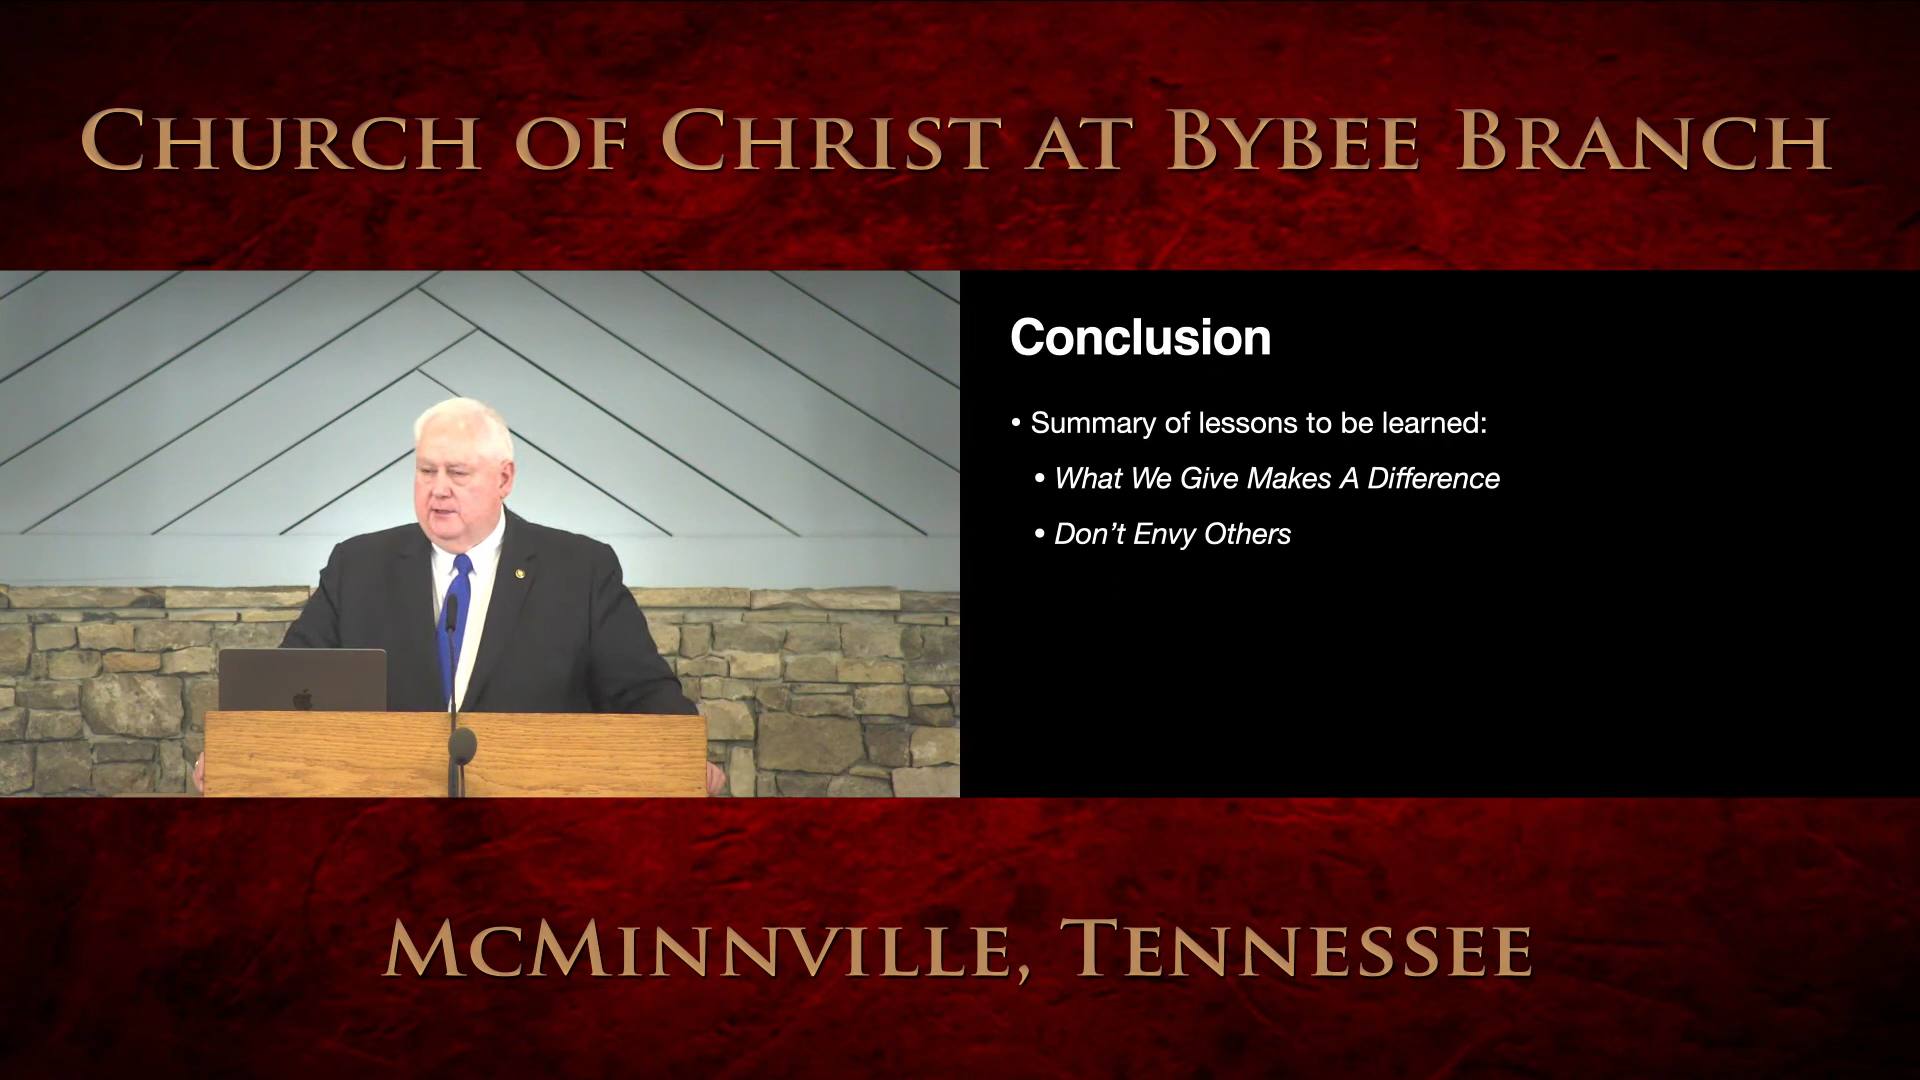 CHURCH OF CHRIST AT BYBEE BRANCH
Conclusion
• Summary of lessons to be learned:
• What We Give Makes A Difference
• Don’t Envy Others
MCMINNVILLE, TENNESSEE